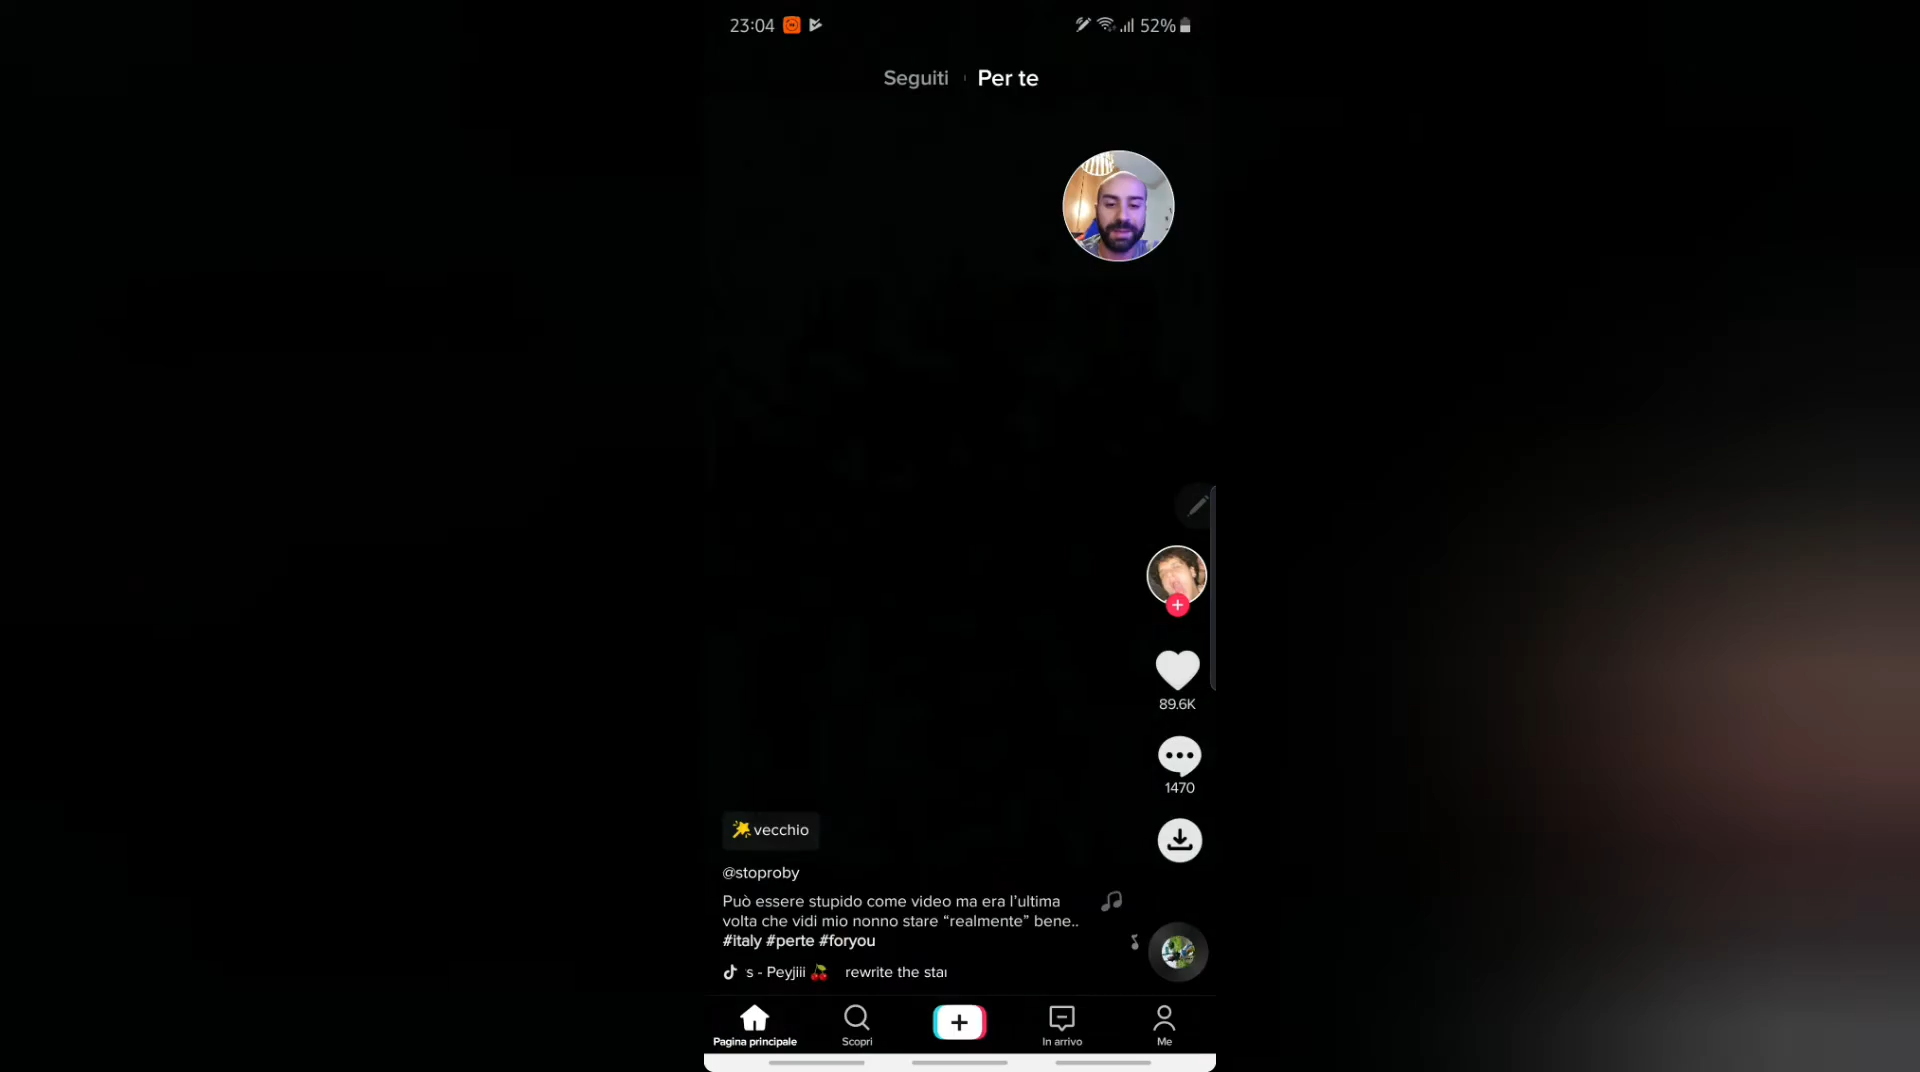 23:04
52%
Seguiti
Per te
89.6K
1470
vecchio
@stoproby
Può essere stupido come video ma era l’ultima
volta che vidi mio nonno stare “realmente” bene..
#italy #perte #foryou
s - Peyjiii 🍒 rewrite the star
Pagina principale
Scopri
In arrivo
Me